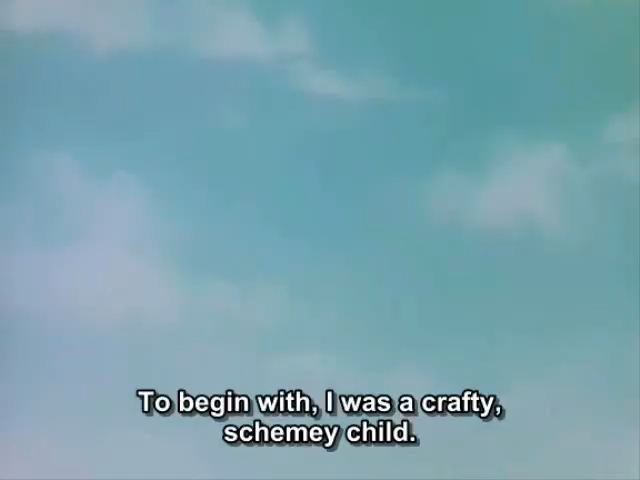 To begin with, I was a crafty,
schemey child.